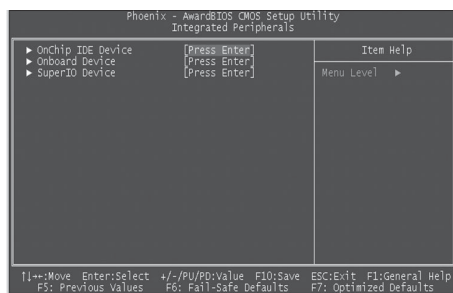 Phoenix - AwardBIOS CMOS Setup Utility
Integrated Peripherals
▶ OnChip IDE Device [Press Enter]
▶ Onboard Device [Press Enter]
▶ SuperIO Device [Press Enter]
Item Help
Menu Level ▶
↑↓→←:Move Enter:Select +/-/PU/PD:Value F10:Save ESC:Exit F1:General Help
F5: Previous Values F6: Fail-Safe Defaults F7: Optimized Defaults